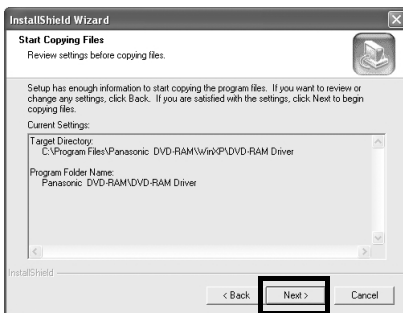 InstallShield Wizard
Start Copying Files
Review settings before copying files.
Setup has enough information to start copying the program files. If you want to review or
change any settings, click Back. If you are satisfied with the settings, click Next to begin
copying files.
Current Settings:
Target Directory:
C:\Program Files\Panasonic DVD-RAM\WinXP\DVD-RAM Driver
Program Folder Name:
Panasonic DVD-RAM\DVD-RAM Driver
InstallShield
< Back Next > Cancel